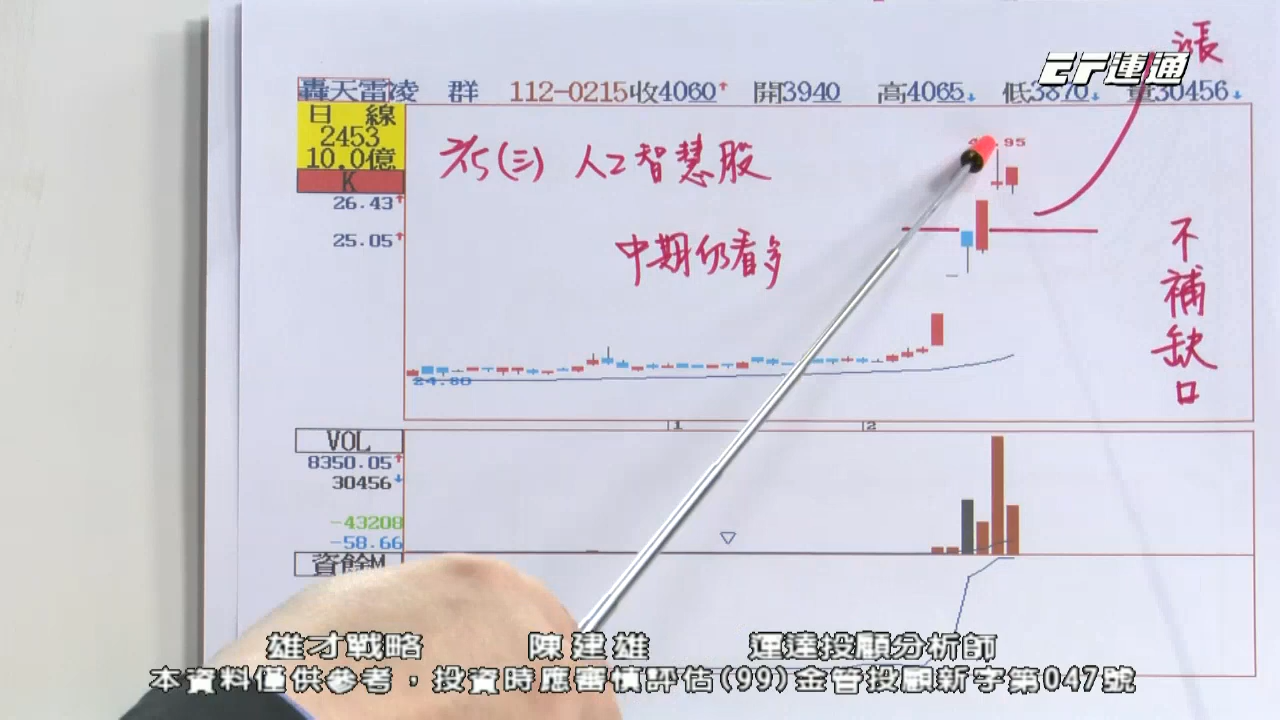 漲
EF運通
轟天雷凌 群 112-0215收4060↑ 開3940 高4065↓ 低3870↓ 量30456↓
日線
2453
10.0億
K
26.43↑
25.05↑
2/15(三) 人工智慧股
中期仍看多
不補缺口
24.80
1 2
VOL
8350.05↑
30456↓
-43208
-58.66
資餘M
雄才戰略 陳建雄 運達投顧分析師
本資料僅供參考，投資時應審慎評估(99)金管投顧新字第047號